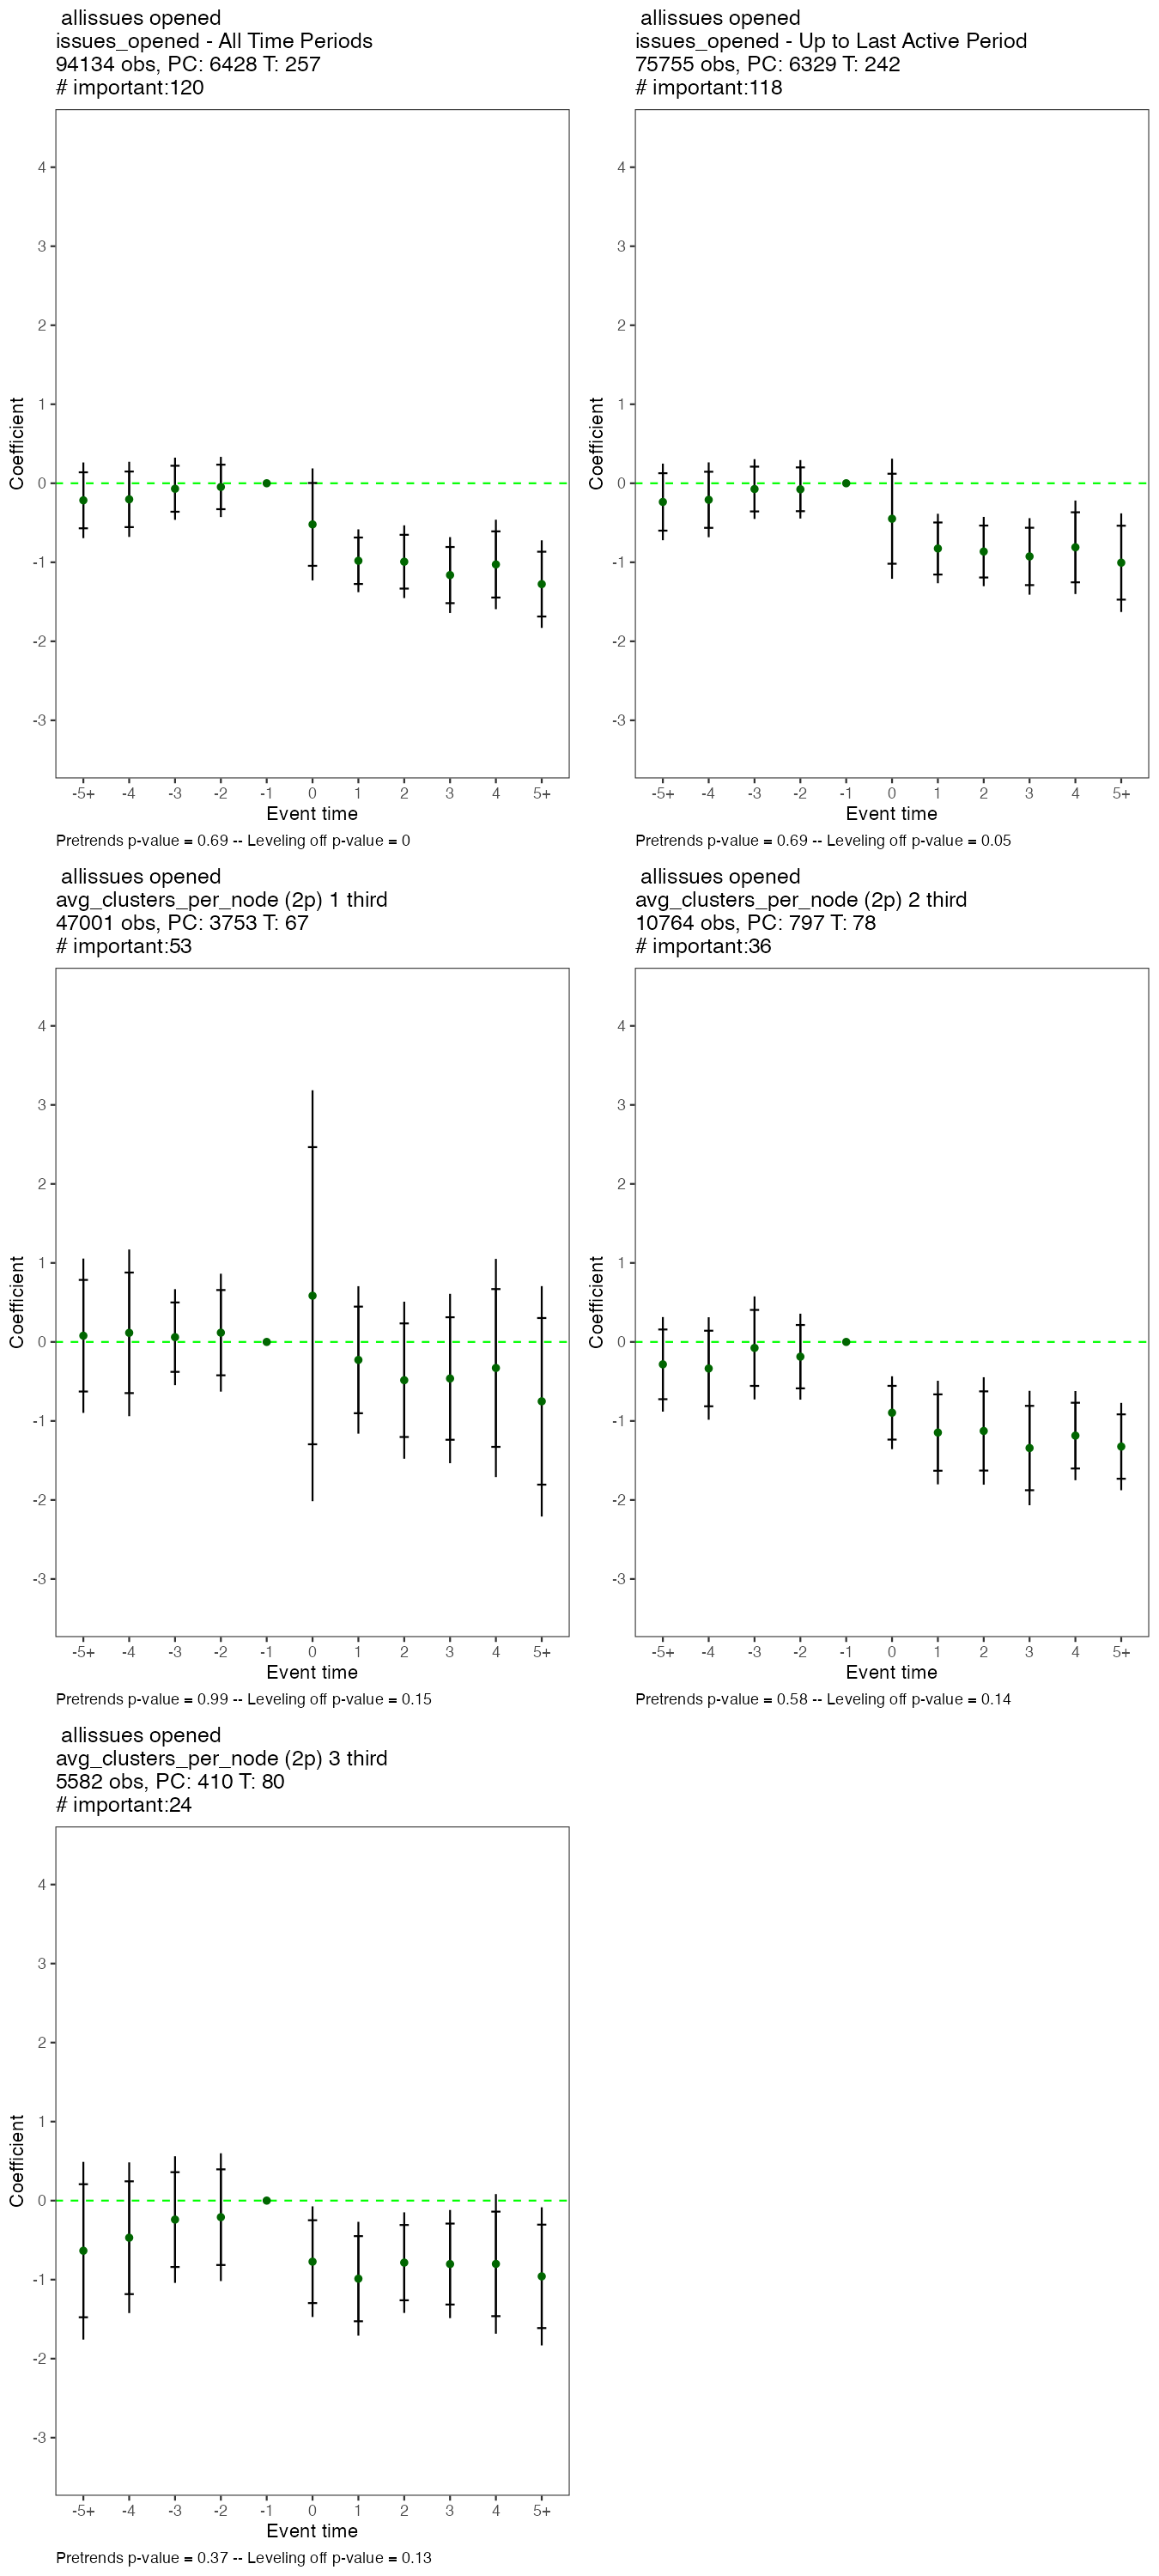 allissues opened
issues_opened - All Time Periods
94134 obs, PC: 6428 T: 257
# important:120
4
3
2
1
0
-1
-2
-3
Coefficient
-5+ -4 -3 -2 -1 0 1 2 3 4 5+
Event time
Pretrends p-value = 0.69 -- Leveling off p-value = 0
allissues opened
issues_opened - Up to Last Active Period
75755 obs, PC: 6329 T: 242
# important:118
4
3
2
1
0
-1
-2
-3
Coefficient
-5+ -4 -3 -2 -1 0 1 2 3 4 5+
Event time
Pretrends p-value = 0.69 -- Leveling off p-value = 0.05
allissues opened
avg_clusters_per_node (2p) 1 third
47001 obs, PC: 3753 T: 67
# important:53
4
3
2
1
0
-1
-2
-3
Coefficient
-5+ -4 -3 -2 -1 0 1 2 3 4 5+
Event time
Pretrends p-value = 0.99 -- Leveling off p-value = 0.15
allissues opened
avg_clusters_per_node (2p) 2 third
10764 obs, PC: 797 T: 78
# important:36
4
3
2
1
0
-1
-2
-3
Coefficient
-5+ -4 -3 -2 -1 0 1 2 3 4 5+
Event time
Pretrends p-value = 0.58 -- Leveling off p-value = 0.14
allissues opened
avg_clusters_per_node (2p) 3 third
5582 obs, PC: 410 T: 80
# important:24
4
3
2
1
0
-1
-2
-3
Coefficient
-5+ -4 -3 -2 -1 0 1 2 3 4 5+
Event time
Pretrends p-value = 0.37 -- Leveling off p-value = 0.13